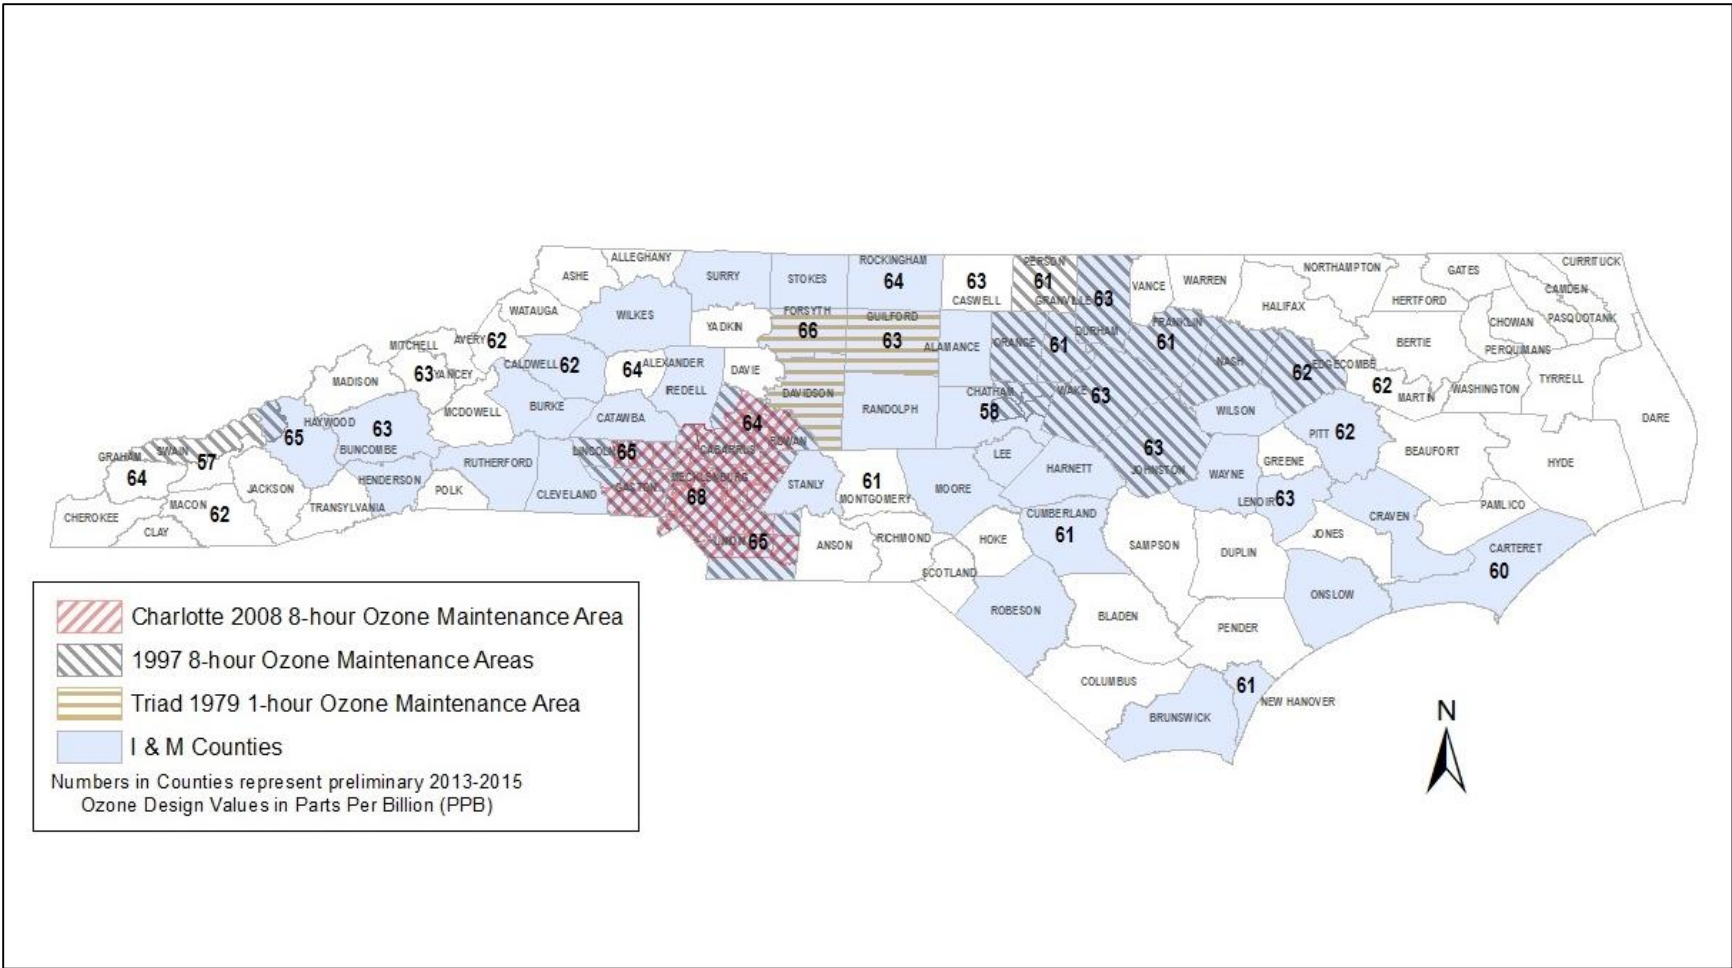 ALLEGHANY
ASHE
SURRY
STOKES
ROCKINGHAM
64
63
CASWELL
PERSON
61
GRANVILLE
63
VANCE
WARREN
NORTHAMPTON
GATES
CURRITUCK
CAMDEN
PASQUOTANK
HERTFORD
HALIFAX
CHOWAN
PERQUIMANS
BERTIE
WATAUGA
WILKES
YADKIN
FORSYTH
66
GUILFORD
63
ALAMANCE
ORANGE
61
DURHAM
FRANKLIN
61
NASH
62
EDGECOMBE
62
MARTIN
WASHINGTON
TYRRELL
DARE
MITCHELL
AVERY
62
63
YANCEY
CALDWELL
62
64
ALEXANDER
DAVIE
IREDELL
DAVIDSON
RANDOLPH
CHATHAM
58
WAKE
63
WILSON
MADISON
MCDOWELL
BURKE
CATAWBA
64
ROWAN
HAYWOOD
65
63
BUNCOMBE
SWAIN
57
GRAHAM
64
JACKSON
HENDERSON
RUTHERFORD
POLK
CLEVELAND
LINCOLN
65
GASTON
CABARRUS
MECKLENBURG
68
STANLY
61
MONTGOMERY
MOORE
LEE
HARNETT
63
JOHNSTON
WAYNE
GREENE
PITT
62
BEAUFORT
HYDE
LENOIR
63
CRAVEN
PAMLICO
CHEROKEE
CLAY
MACON
62
TRANSYLVANIA
UNION
65
ANSON
RICHMOND
SCOTLAND
HOKE
CUMBERLAND
61
SAMPSON
DUPLIN
JONES
CARTERET
60
ONSLOW
ROBESON
BLADEN
PENDER
COLUMBUS
BRUNSWICK
61
NEW HANOVER
Charlotte 2008 8-hour Ozone Maintenance Area
1997 8-hour Ozone Maintenance Areas
Triad 1979 1-hour Ozone Maintenance Area
I & M Counties
Numbers in Counties represent preliminary 2013-2015
Ozone Design Values in Parts Per Billion (PPB)
N